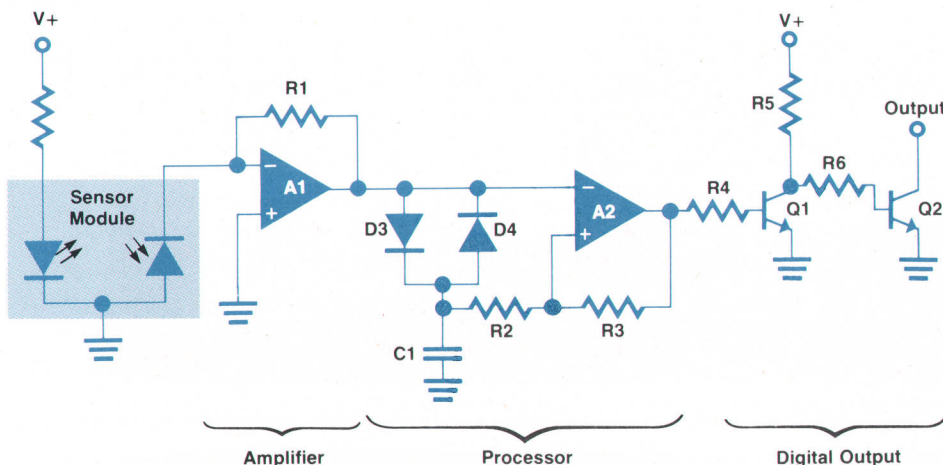 V+
V+
R1
R5
Output
R6
Sensor
Module
−
A1
+
−
A2
+
R4
Q1
Q2
D3
D4
R2
R3
C1
Amplifier
Processor
Digital Output